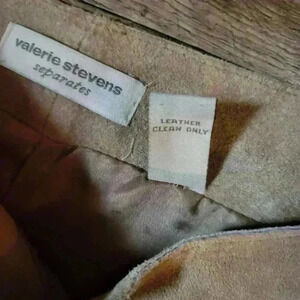 valerie stevens
separates
LEATHER
CLEAN ONLY